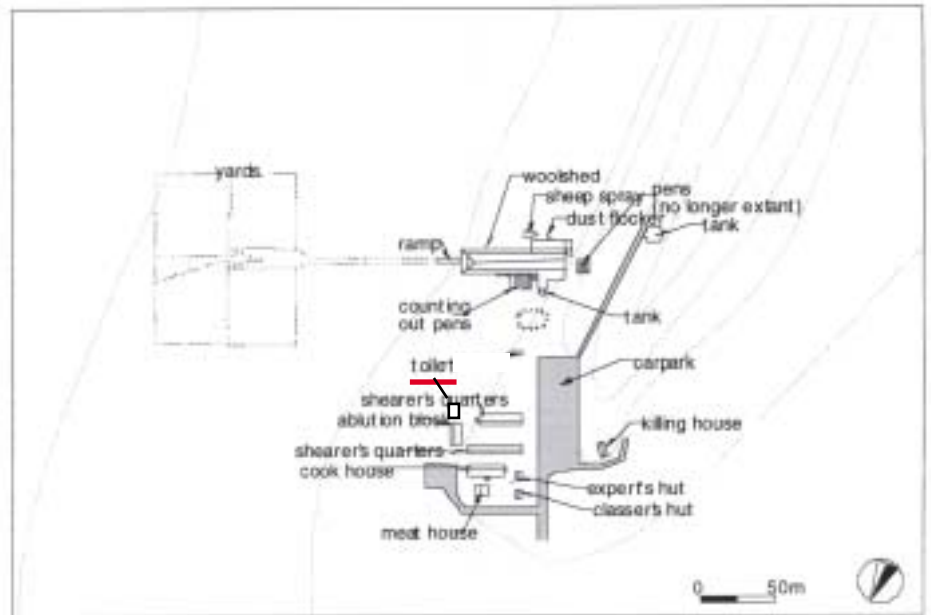 yards
woolshed
sheep spray
pens
(no longer extant)
dust flocker
tank
ramp
counting
out pens
tank
toilet
carpark
shearer's quarters
ablution block
killing house
shearer's quarters
cook house
expert's hut
classer's hut
meat house
0 50m